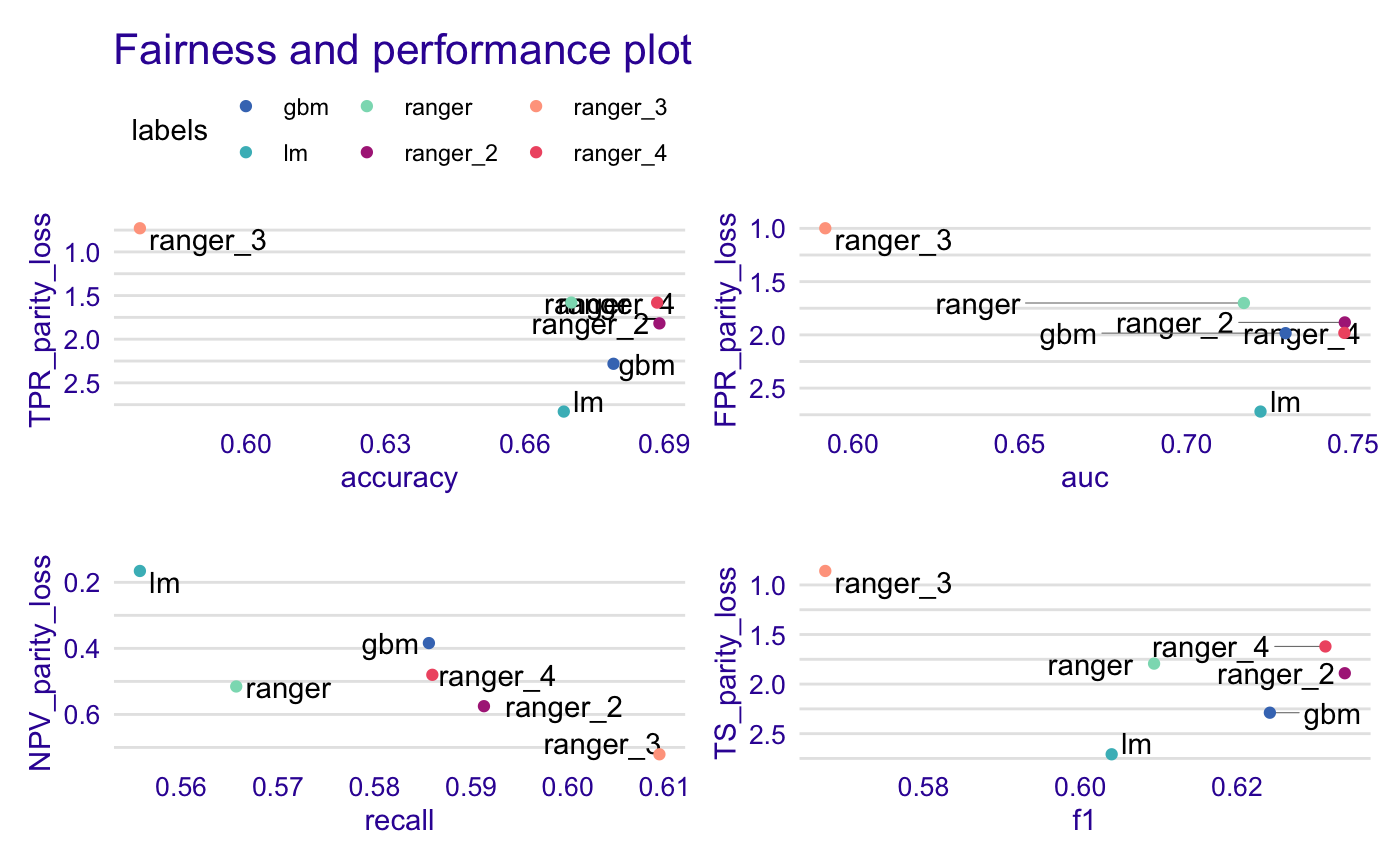 Fairness and performance plot
labels
gbm
ranger
ranger_3
lm
ranger_2
ranger_4
TPR_parity_loss
1.0
1.5
2.0
2.5
ranger_3
ranger
ranger_4
ranger_2
gbm
lm
0.60
0.63
0.66
0.69
accuracy
FPR_parity_loss
1.0
1.5
2.0
2.5
ranger_3
ranger
ranger_2
gbm
ranger_4
lm
0.60
0.65
0.70
0.75
auc
NPV_parity_loss
0.2
0.4
0.6
lm
gbm
ranger_4
ranger
ranger_2
ranger_3
0.56
0.57
0.58
0.59
0.60
0.61
recall
TS_parity_loss
1.0
1.5
2.0
2.5
ranger_3
ranger_4
ranger
ranger_2
gbm
lm
0.58
0.60
0.62
f1